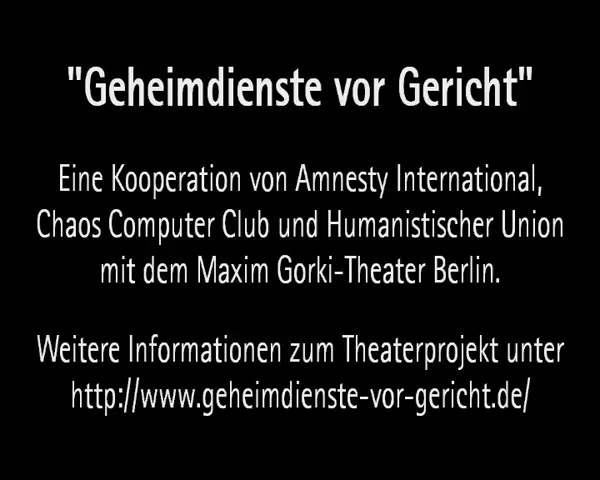 "Geheimdienste vor Gericht"
Eine Kooperation von Amnesty International,
Chaos Computer Club und Humanistischer Union
mit dem Maxim Gorki-Theater Berlin.
Weitere Informationen zum Theaterprojekt unter
http://www.geheimdienste-vor-gericht.de/